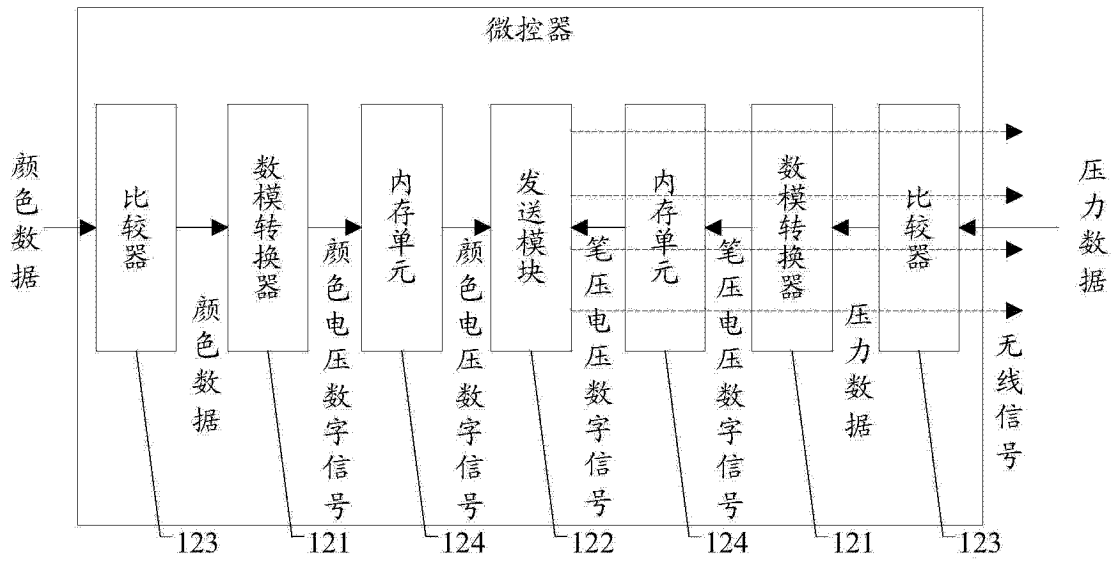 微控器
颜色数据
比较器
颜色数据
数模转换器
颜色电压数字信号
内存单元
颜色电压数字信号
发送模块
笔压电压数字信号
内存单元
笔压电压数字信号
数模转换器
压力数据
比较器
压力数据
无线信号
123
121
124
122
124
121
123